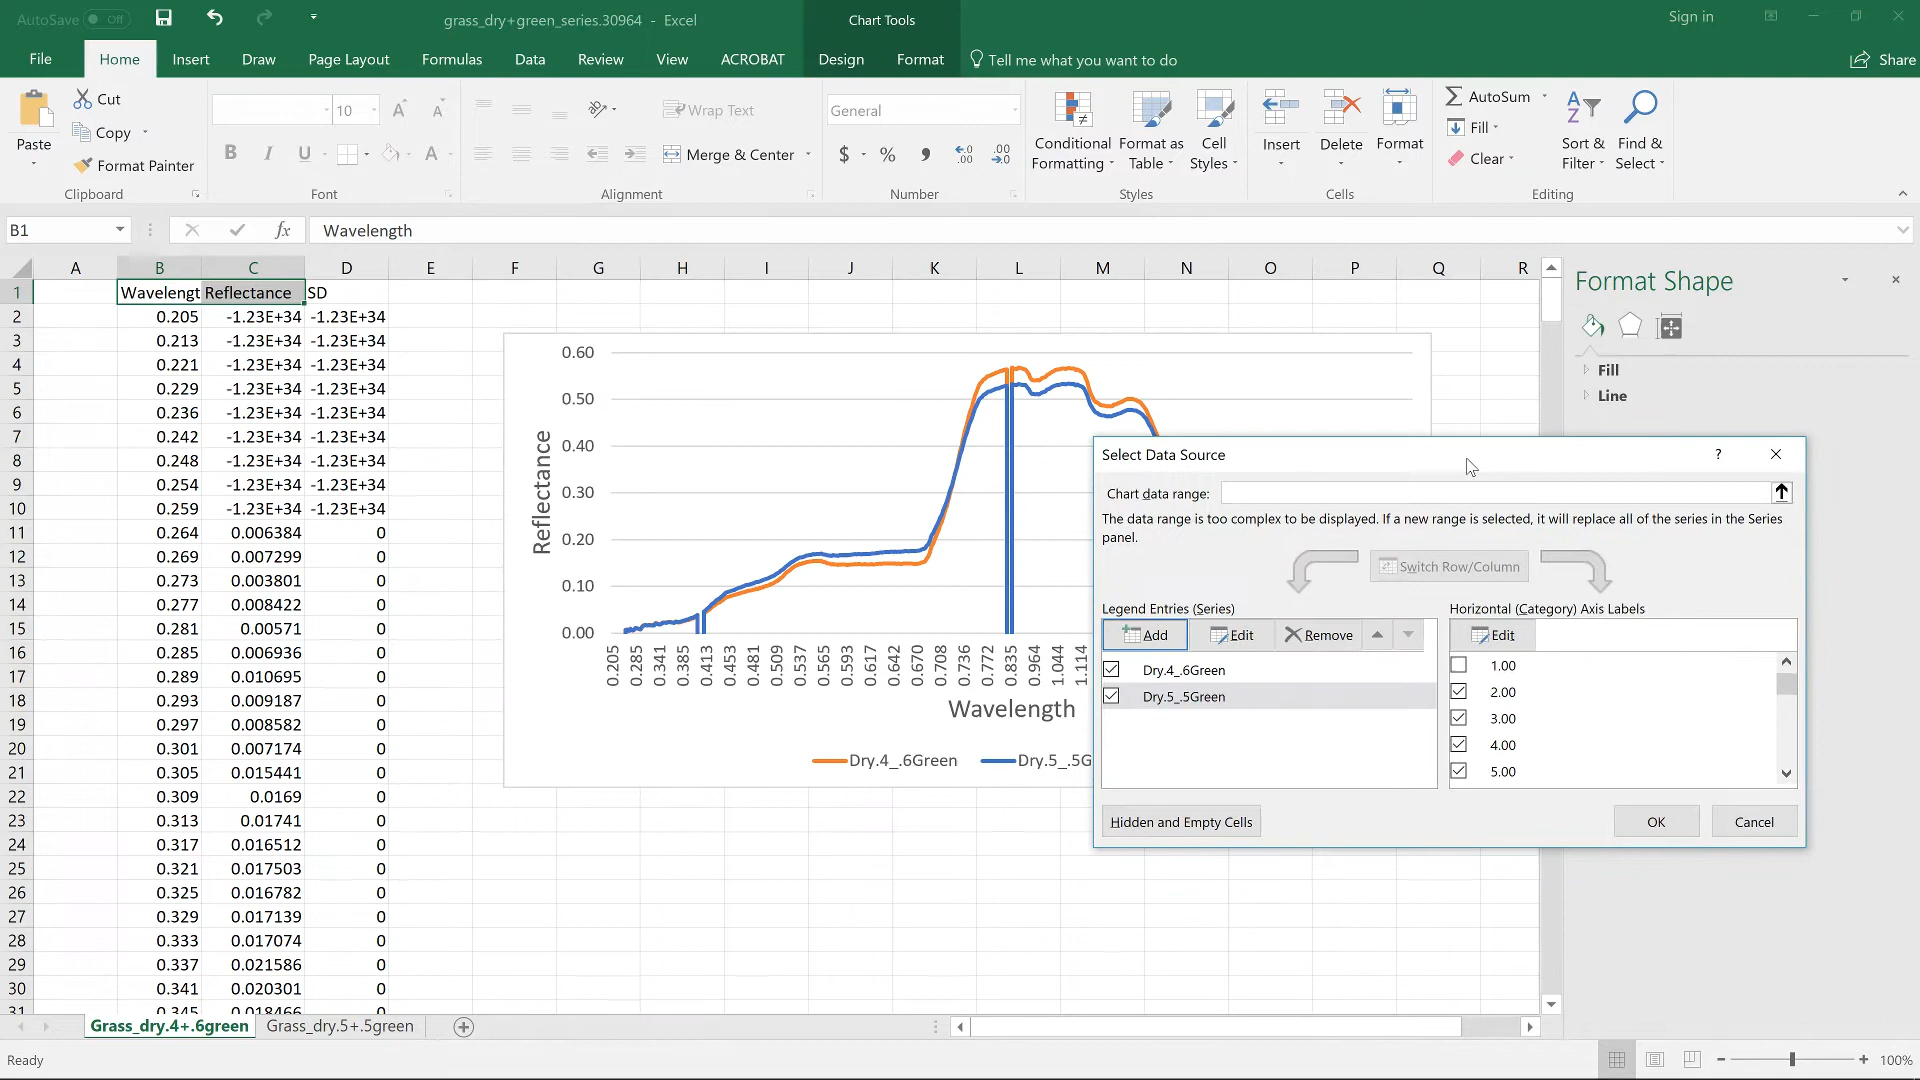 AutoSave Off
grass_dry+green_series.30964 - Excel
Chart Tools
Sign in
File Home Insert Draw Page Layout Formulas Data Review View ACROBAT Design Format Tell me what you want to do Share
Paste
Cut
Copy
Format Painter
Clipboard
10
B I U
A
Font
Wrap Text
Merge & Center
Alignment
General
$ % ,
Number
Conditional Formatting
Format as Table
Cell Styles
Styles
Insert
Delete
Format
Cells
AutoSum
Fill
Clear
Sort & Filter
Find & Select
Editing
B1
fx
Wavelength
A B C D E F G H I J K L M N O P Q R
1 Wavelengt Reflectance SD
2 0.205 -1.23E+34 -1.23E+34
3 0.213 -1.23E+34 -1.23E+34
4 0.221 -1.23E+34 -1.23E+34
5 0.229 -1.23E+34 -1.23E+34
6 0.236 -1.23E+34 -1.23E+34
7 0.242 -1.23E+34 -1.23E+34
8 0.248 -1.23E+34 -1.23E+34
9 0.254 -1.23E+34 -1.23E+34
10 0.259 -1.23E+34 -1.23E+34
11 0.264 0.006384 0
12 0.269 0.007299 0
13 0.273 0.003801 0
14 0.277 0.008422 0
15 0.281 0.00571 0
16 0.285 0.006936 0
17 0.289 0.010695 0
18 0.293 0.009187 0
19 0.297 0.008582 0
20 0.301 0.007174 0
21 0.305 0.015441 0
22 0.309 0.0169 0
23 0.313 0.01741 0
24 0.317 0.016512 0
25 0.321 0.017503 0
26 0.325 0.016782 0
27 0.329 0.017139 0
28 0.333 0.017074 0
29 0.337 0.021586 0
30 0.341 0.020301 0
31 0.345 0.018466 0
0.60
0.50
0.40
0.30
0.20
0.10
0.00
Reflectance
0.205 0.285 0.341 0.385 0.413 0.453 0.481 0.509 0.537 0.565 0.593 0.617 0.642 0.670 0.708 0.736 0.772 0.835 0.964 1.044 1.114
Wavelength
Dry.4_.6Green Dry.5_.5G
Format Shape
Fill
Line
Select Data Source
?
Chart data range:
The data range is too complex to be displayed. If a new range is selected, it will replace all of the series in the Series
panel.
Switch Row/Column
Legend Entries (Series)
Add Edit Remove
Dry.4_.6Green
Dry.5_.5Green
Horizontal (Category) Axis Labels
Edit
1.00
2.00
3.00
4.00
5.00
Hidden and Empty Cells
OK
Cancel
Grass_dry.4+.6green Grass_dry.5+.5green
Ready
100%